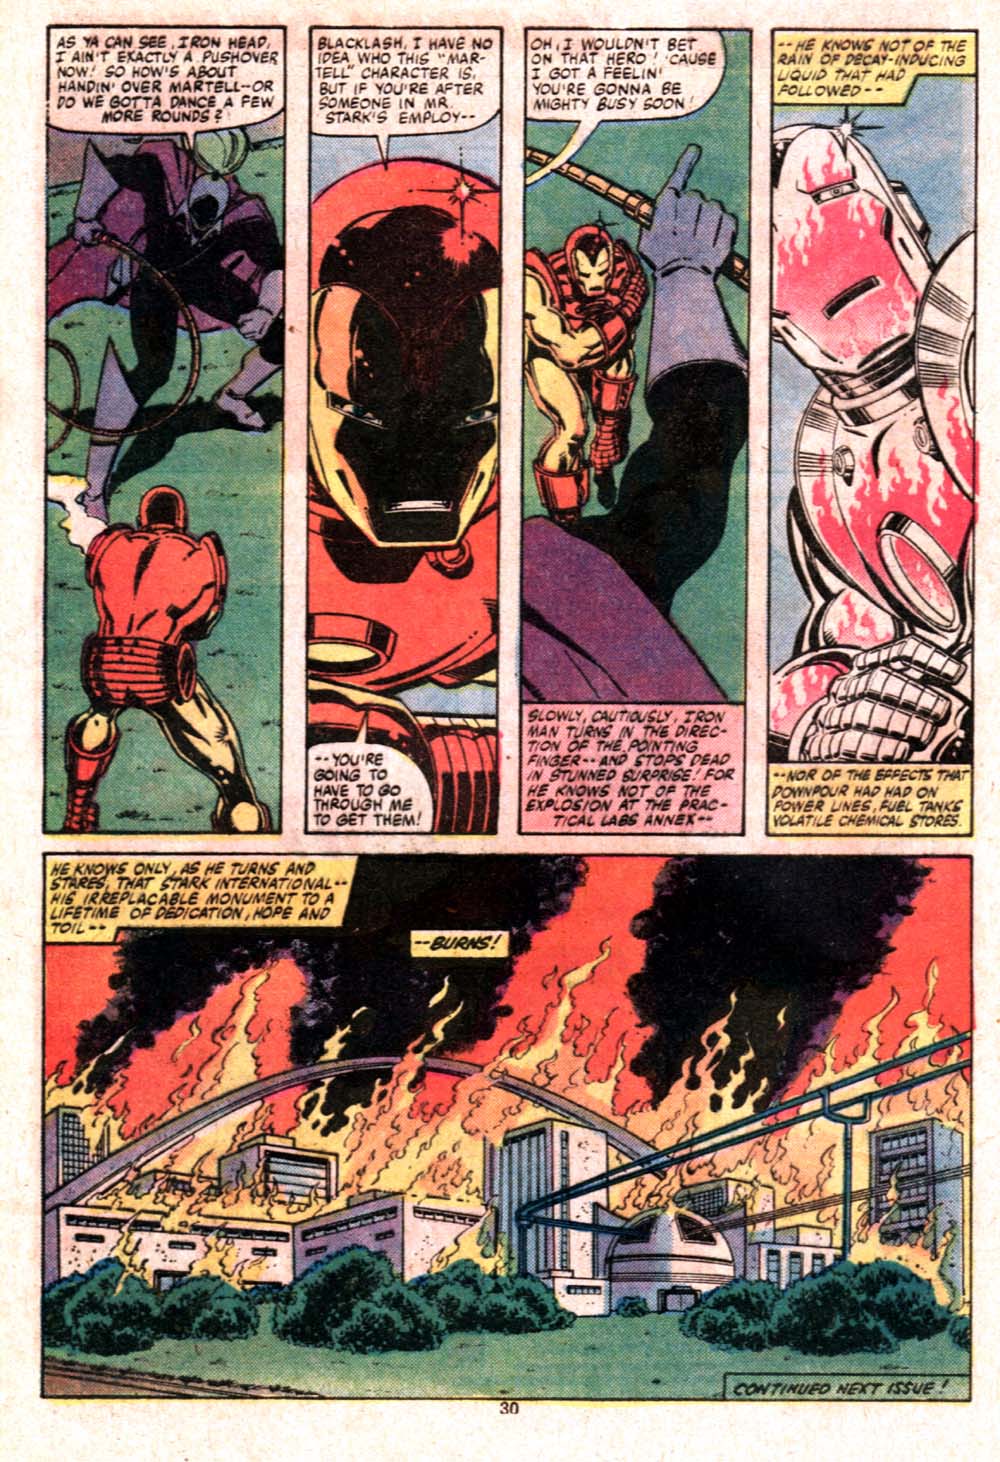 AS YA CAN SEE, IRON HEAD,
I AIN'T EXACTLY A PUSHOVER
NOW! SO HOW'S ABOUT
HANDIN' OVER MARTELL--OR
DO WE GOTTA DANCE A FEW
MORE ROUNDS?
BLACKLASH, I HAVE NO
IDEA WHO THIS "MAR-
TELL" CHARACTER IS,
BUT IF YOU'RE AFTER
SOMEONE IN MR.
STARK'S EMPLOY--
--YOU'RE
GOING TO
HAVE TO GO
THROUGH ME
TO GET THEM!
OH, I WOULDN'T BET
ON THAT HERO! 'CAUSE
I GOT A FEELIN'
YOU'RE GONNA BE
MIGHTY BUSY SOON!
SLOWLY, CAUTIOUSLY, IRON
MAN TURNS IN THE DIREC-
TION OF THE POINTING
FINGER--AND STOPS DEAD
IN STUNNED SURPRISE! FOR
HE KNOWS NOT OF THE
EXPLOSION AT THE PRAC-
TICAL LABS ANNEX--
--HE KNOWS NOT OF THE
RAIN OF DECAY-INDUCING
LIQUID THAT HAD
FOLLOWED--
--NOR OF THE EFFECTS THAT
DOWNPOUR HAD HAD ON
POWER LINES, FUEL TANKS
VOLATILE CHEMICAL STORES.
HE KNOWS ONLY, AS HE TURNS AND
STARES, THAT STARK INTERNATIONAL--
HIS IRREPLACABLE MONUMENT TO A
LIFETIME OF DEDICATION, HOPE AND
TOIL--
--BURNS!
CONTINUED NEXT ISSUE!
30